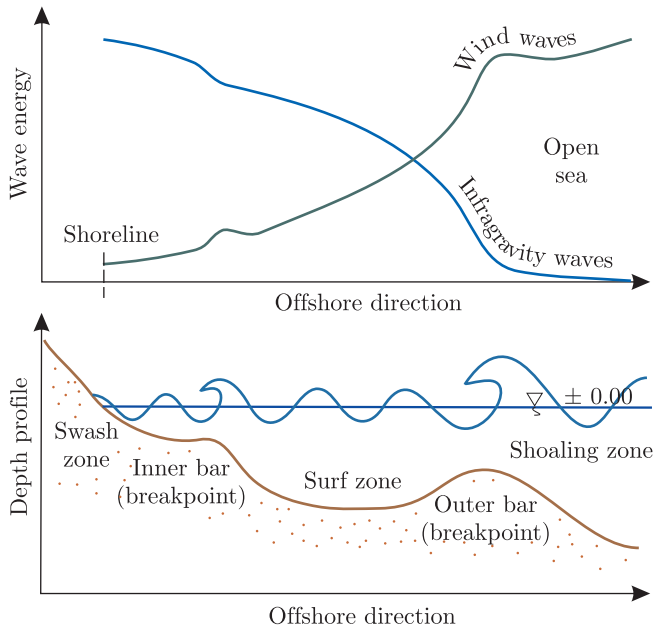 Wave energy
Wind waves
Open
sea
Infragravity waves
Shoreline
Offshore direction
Depth profile
± 0.00
Swash
zone
Shoaling zone
Inner bar
(breakpoint)
Surf zone
Outer bar
(breakpoint)
Offshore direction